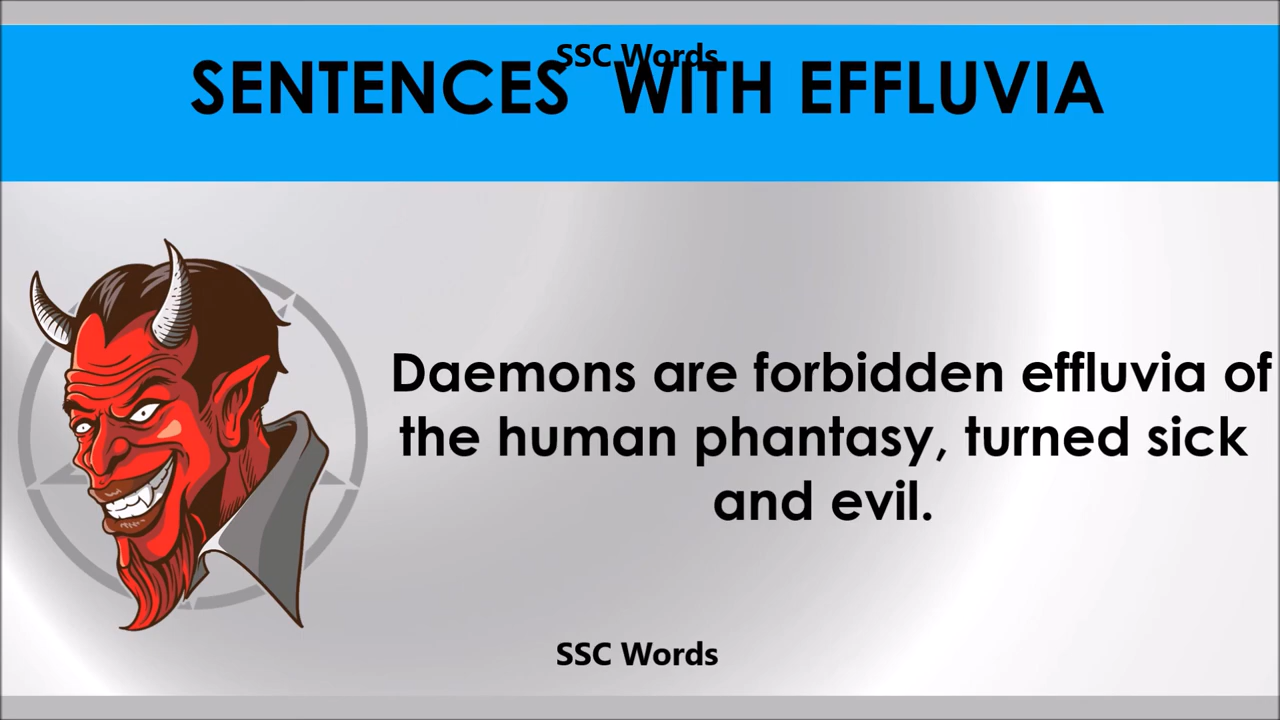 SSC Words
SENTENCES WITH EFFLUVIA
Daemons are forbidden effluvia of
the human phantasy, turned sick
and evil.
SSC Words